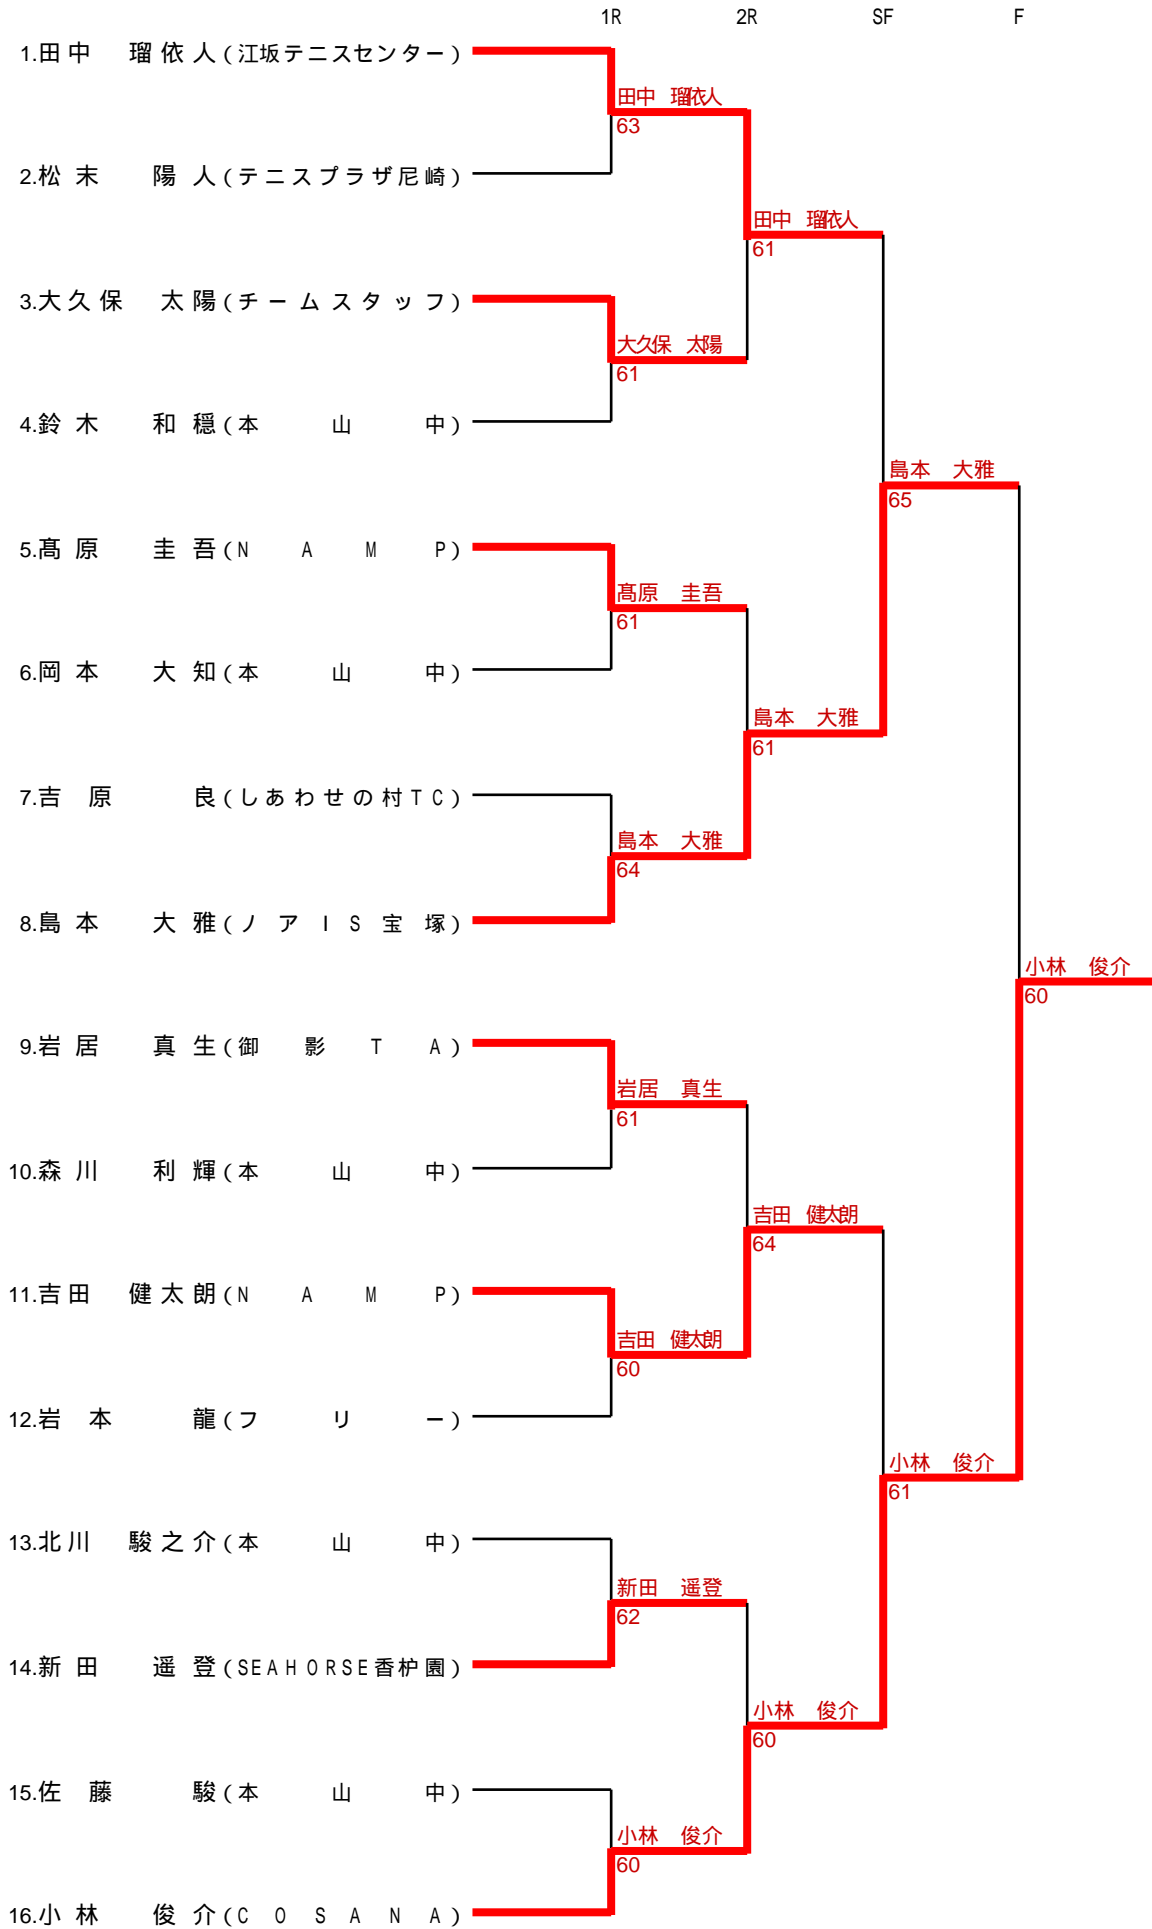 1R 2R SF F
1.田中 瑠依人(江坂テニスセンター)
田中 瑠依人
63
2.松末 陽人(テニスプラザ尼崎)
田中 瑠依人
61
3.大久保 太陽(チームスタッフ)
大久保 太陽
61
4.鈴木 和穏(本山中)
島本 大雅
65
5.髙原 圭吾(NAMP)
髙原 圭吾
61
6.岡本 大知(本山中)
島本 大雅
61
7.吉原 良(しあわせの村TC)
島本 大雅
64
8.島本 大雅(ノアIS宝塚)
小林 俊介
60
9.岩居 真生(御影TA)
岩居 真生
61
10.森川 利輝(本山中)
吉田 健太朗
64
11.吉田 健太朗(NAMP)
吉田 健太朗
60
12.岩本 龍(フリー)
小林 俊介
61
13.北川 駿之介(本山中)
新田 遥登
62
14.新田 遥登(SEAHORSE香枦園)
小林 俊介
60
15.佐藤 駿(本山中)
小林 俊介
60
16.小林 俊介(COSANA)